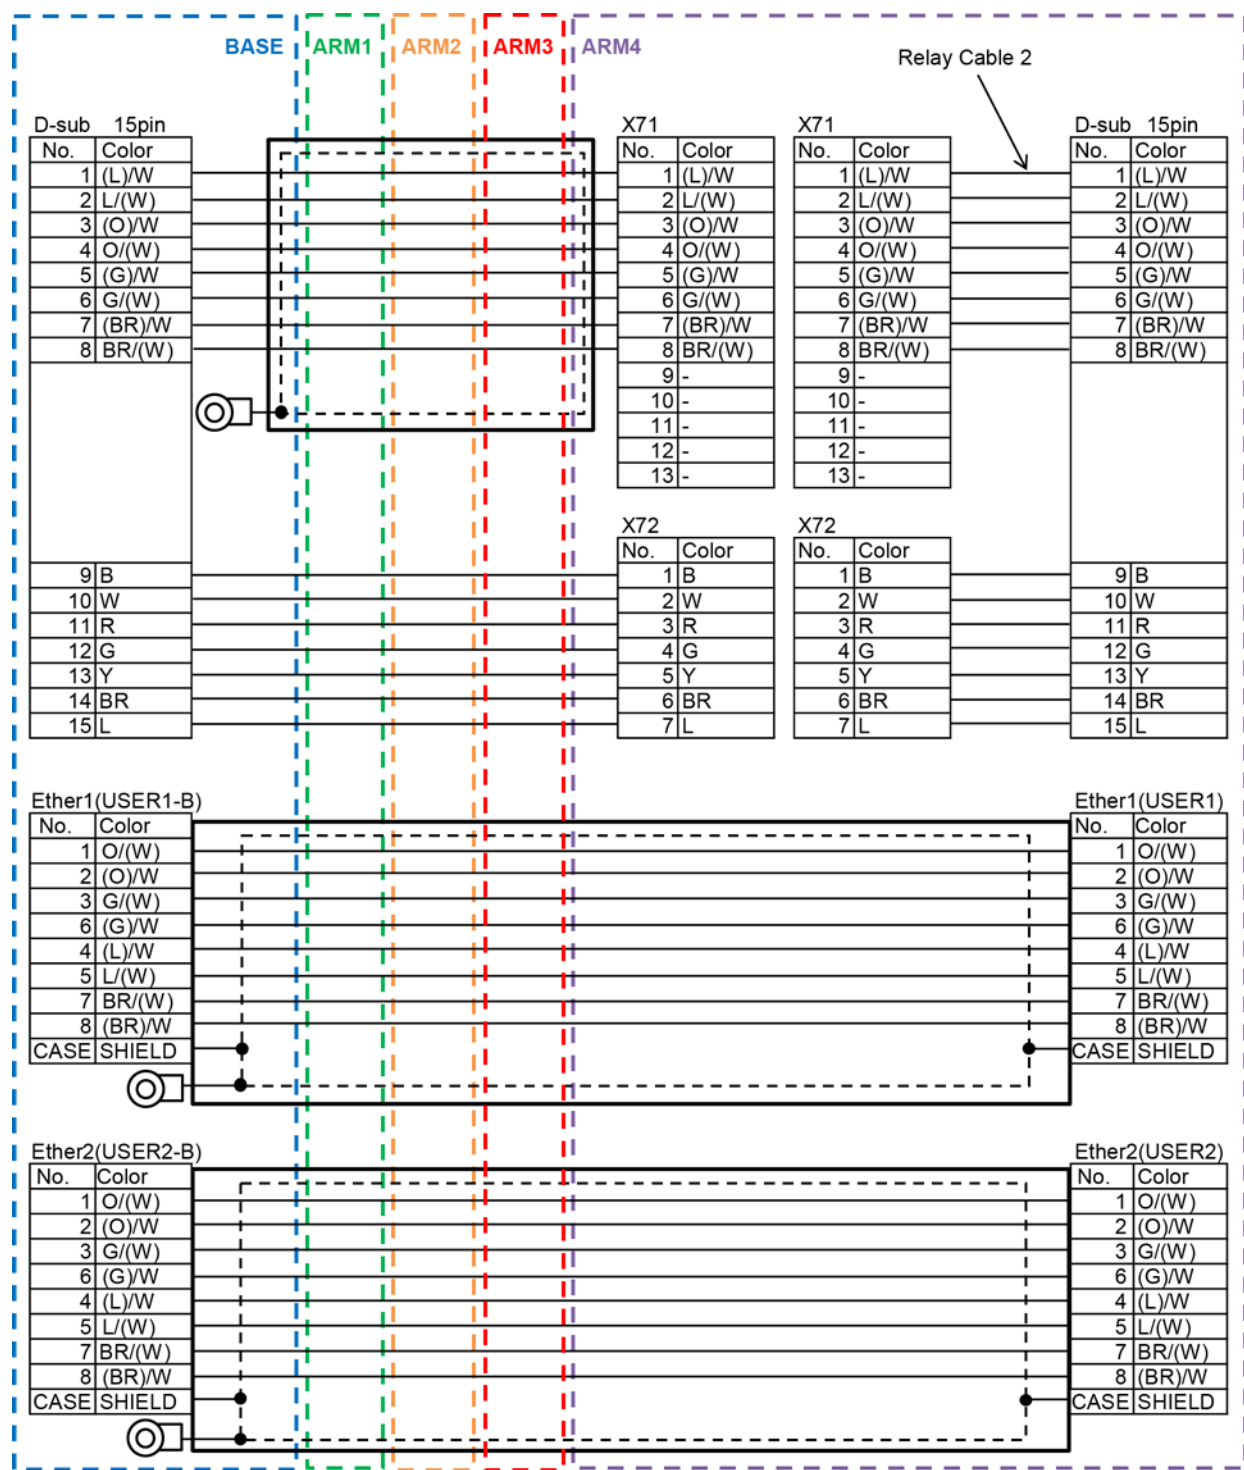 BASE ARM1 ARM2 ARM3 ARM4
Relay Cable 2
D-sub 15pin
No. Color
1 (L)/W
2 L/(W)
3 (O)/W
4 O/(W)
5 (G)/W
6 G/(W)
7 (BR)/W
8 BR/(W)
9 B
10 W
11 R
12 G
13 Y
14 BR
15 L
X71
No. Color
1 (L)/W
2 L/(W)
3 (O)/W
4 O/(W)
5 (G)/W
6 G/(W)
7 (BR)/W
8 BR/(W)
9 -
10 -
11 -
12 -
13 -
X72
No. Color
1 B
2 W
3 R
4 G
5 Y
6 BR
7 L
X71
No. Color
1 (L)/W
2 L/(W)
3 (O)/W
4 O/(W)
5 (G)/W
6 G/(W)
7 (BR)/W
8 BR/(W)
9 -
10 -
11 -
12 -
13 -
X72
No. Color
1 B
2 W
3 R
4 G
5 Y
6 BR
7 L
D-sub 15pin
No. Color
1 (L)/W
2 L/(W)
3 (O)/W
4 O/(W)
5 (G)/W
6 G/(W)
7 (BR)/W
8 BR/(W)
9 B
10 W
11 R
12 G
13 Y
14 BR
15 L
Ether1(USER1-B)
No. Color
1 O/(W)
2 (O)/W
3 G/(W)
6 (G)/W
4 (L)/W
5 L/(W)
7 BR/(W)
8 (BR)/W
CASE SHIELD
Ether1(USER1)
No. Color
1 O/(W)
2 (O)/W
3 G/(W)
6 (G)/W
4 (L)/W
5 L/(W)
7 BR/(W)
8 (BR)/W
CASE SHIELD
Ether2(USER2-B)
No. Color
1 O/(W)
2 (O)/W
3 G/(W)
6 (G)/W
4 (L)/W
5 L/(W)
7 BR/(W)
8 (BR)/W
CASE SHIELD
Ether2(USER2)
No. Color
1 O/(W)
2 (O)/W
3 G/(W)
6 (G)/W
4 (L)/W
5 L/(W)
7 BR/(W)
8 (BR)/W
CASE SHIELD